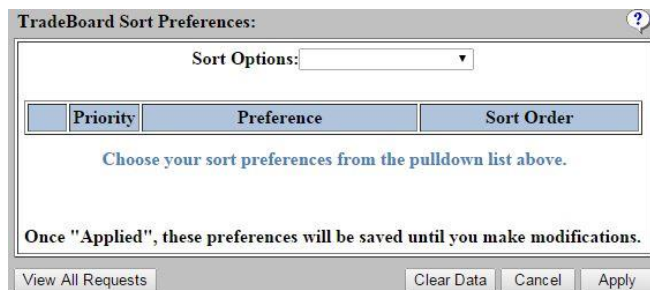 TradeBoard Sort Preferences: ?
Sort Options:
Priority Preference Sort Order
Choose your sort preferences from the pulldown list above.
Once "Applied", these preferences will be saved until you make modifications.
View All Requests Clear Data Cancel Apply